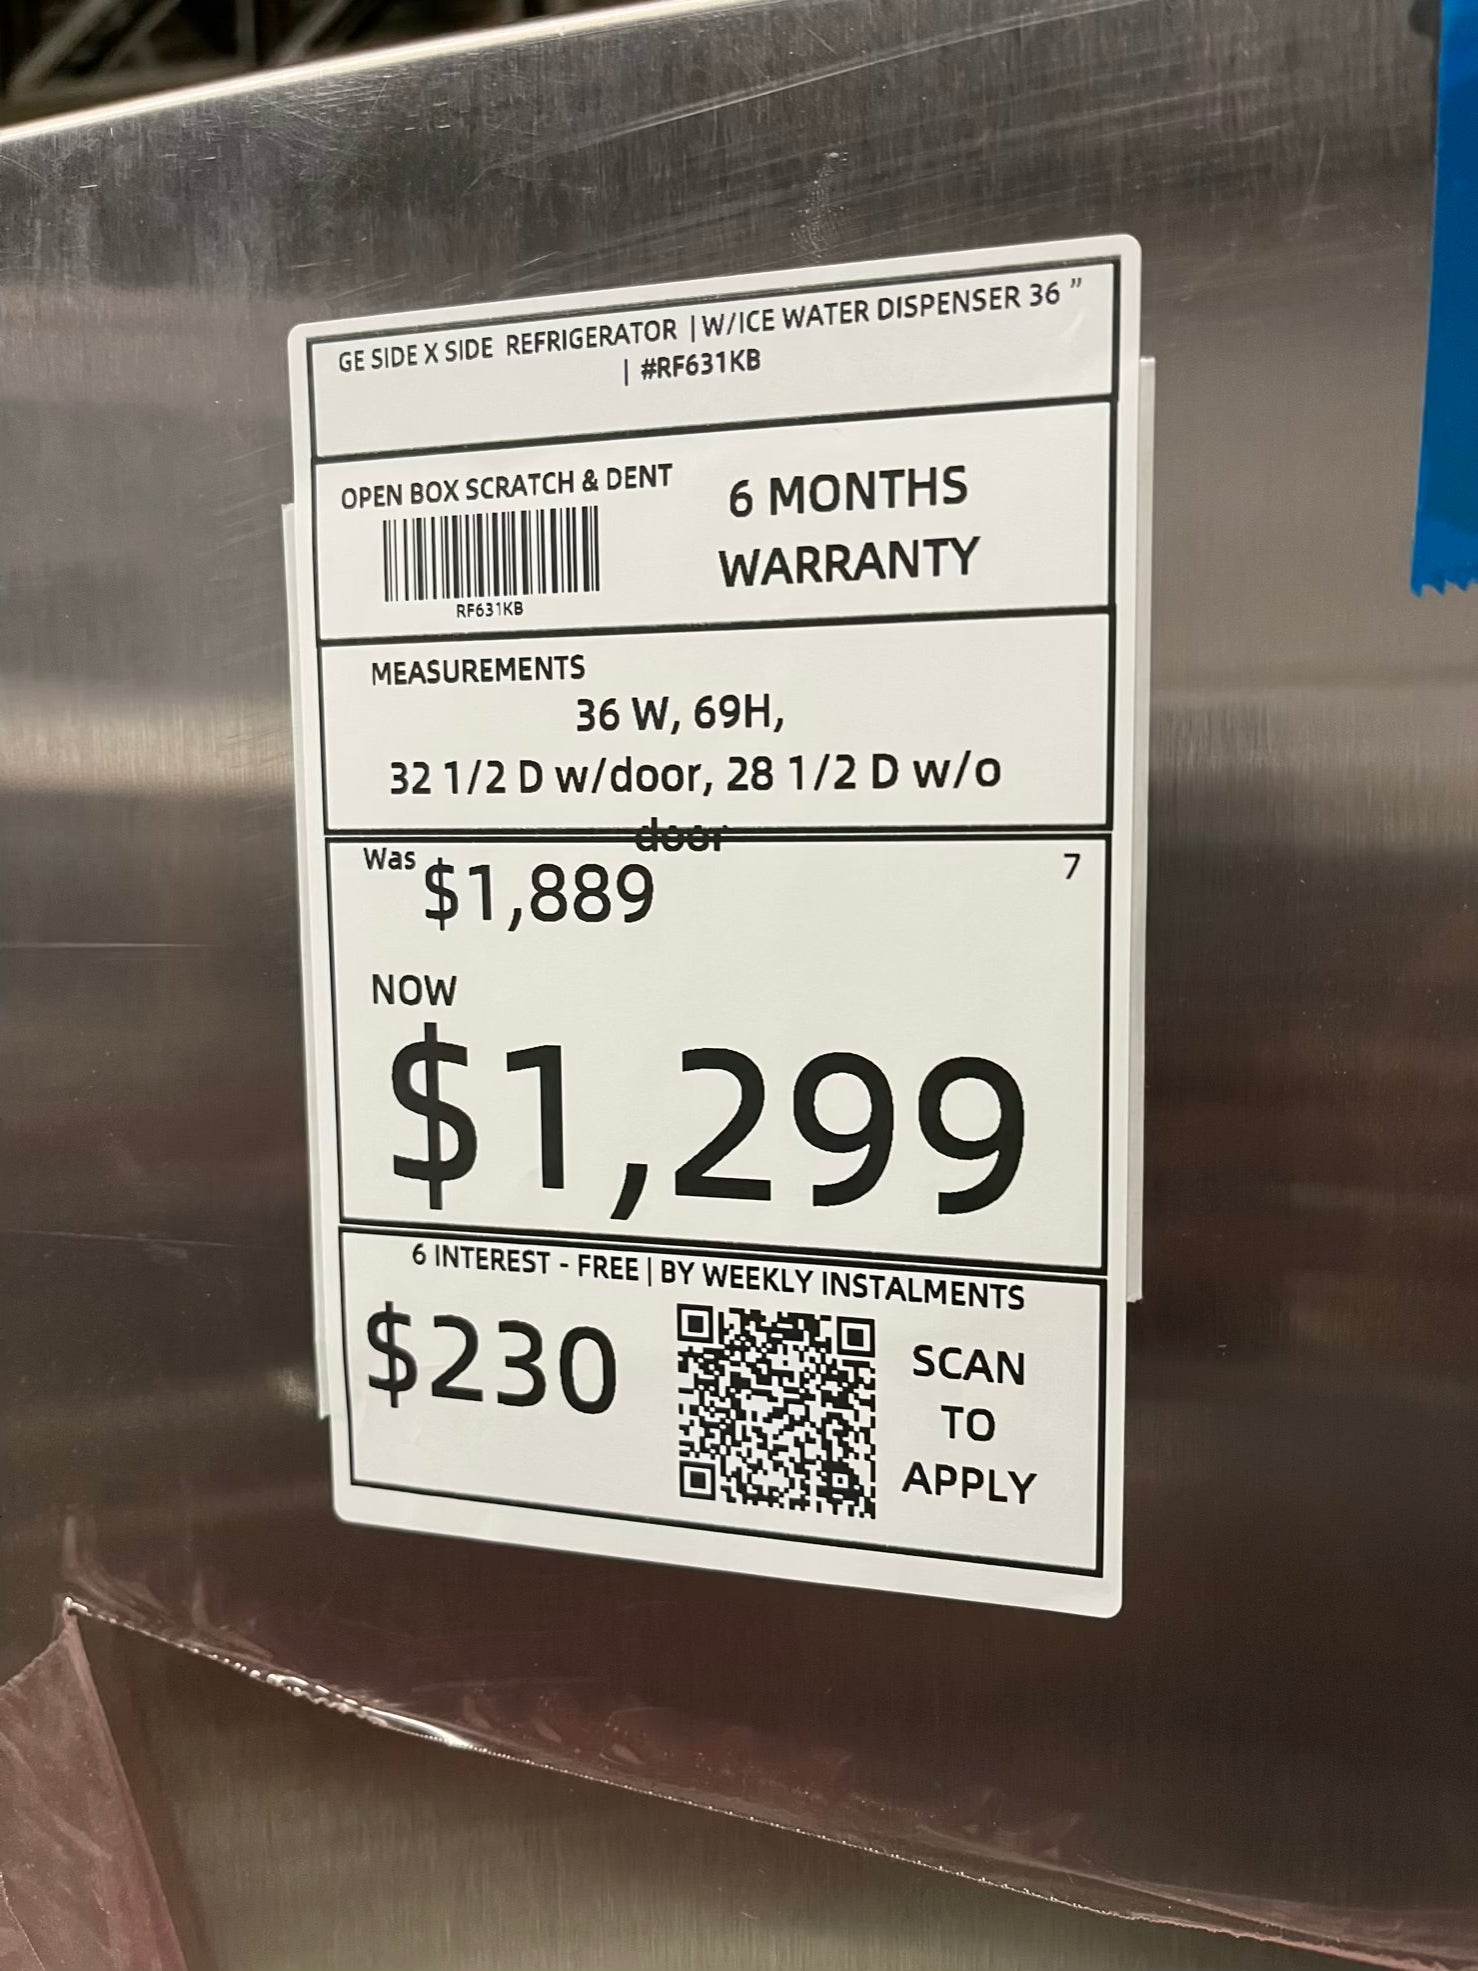 GE SIDE X SIDE REFRIGERATOR | W/ICE WATER DISPENSER 36 ”
| #RF631KB
OPEN BOX SCRATCH & DENT
RF631KB
6 MONTHS
WARRANTY
MEASUREMENTS
36 W, 69H,
32 1/2 D w/door, 28 1/2 D w/o
door
Was $1,889
7
NOW
$1,299
6 INTEREST - FREE | BY WEEKLY INSTALMENTS
$230
SCAN
TO
APPLY